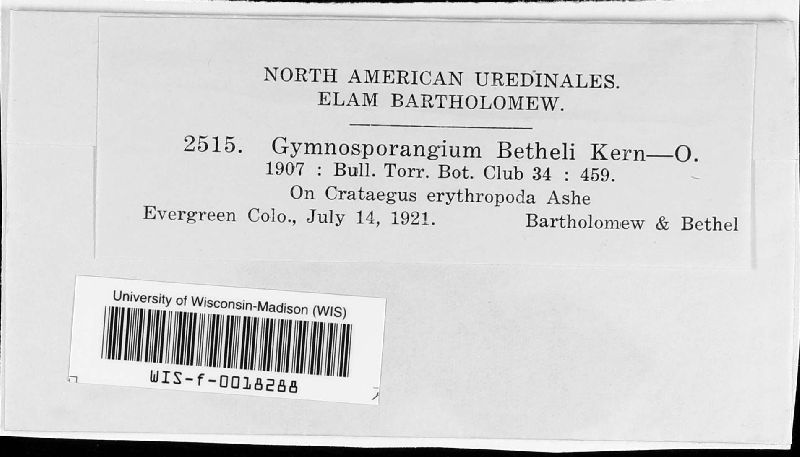 NORTH AMERICAN UREDINALES.
ELAM BARTHOLOMEW.
2515. Gymnosporangium Betheli Kern—O.
1907 : Bull. Torr. Bot. Club 34 : 459.
On Crataegus erythropoda Ashe
Evergreen Colo., July 14, 1921. Bartholomew & Bethel
University of Wisconsin-Madison (WIS)
WIS-f-0018288